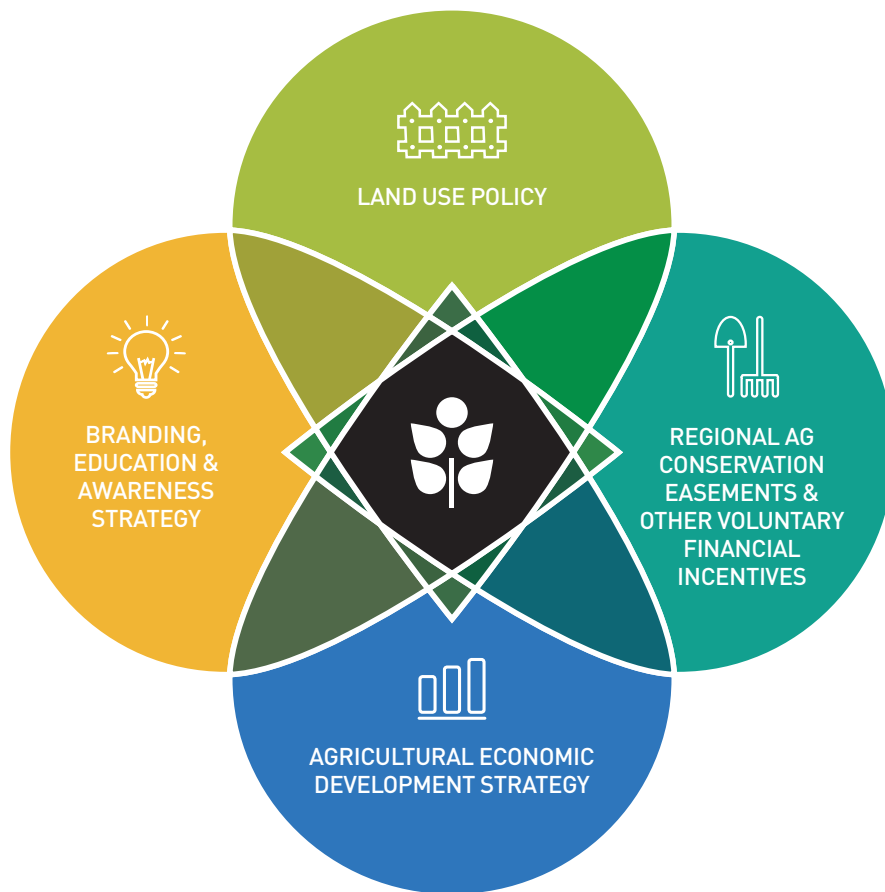 LAND USE POLICY
BRANDING,
EDUCATION &
AWARENESS
STRATEGY
REGIONAL AG
CONSERVATION
EASEMENTS &
OTHER VOLUNTARY
FINANCIAL
INCENTIVES
AGRICULTURAL ECONOMIC
DEVELOPMENT STRATEGY